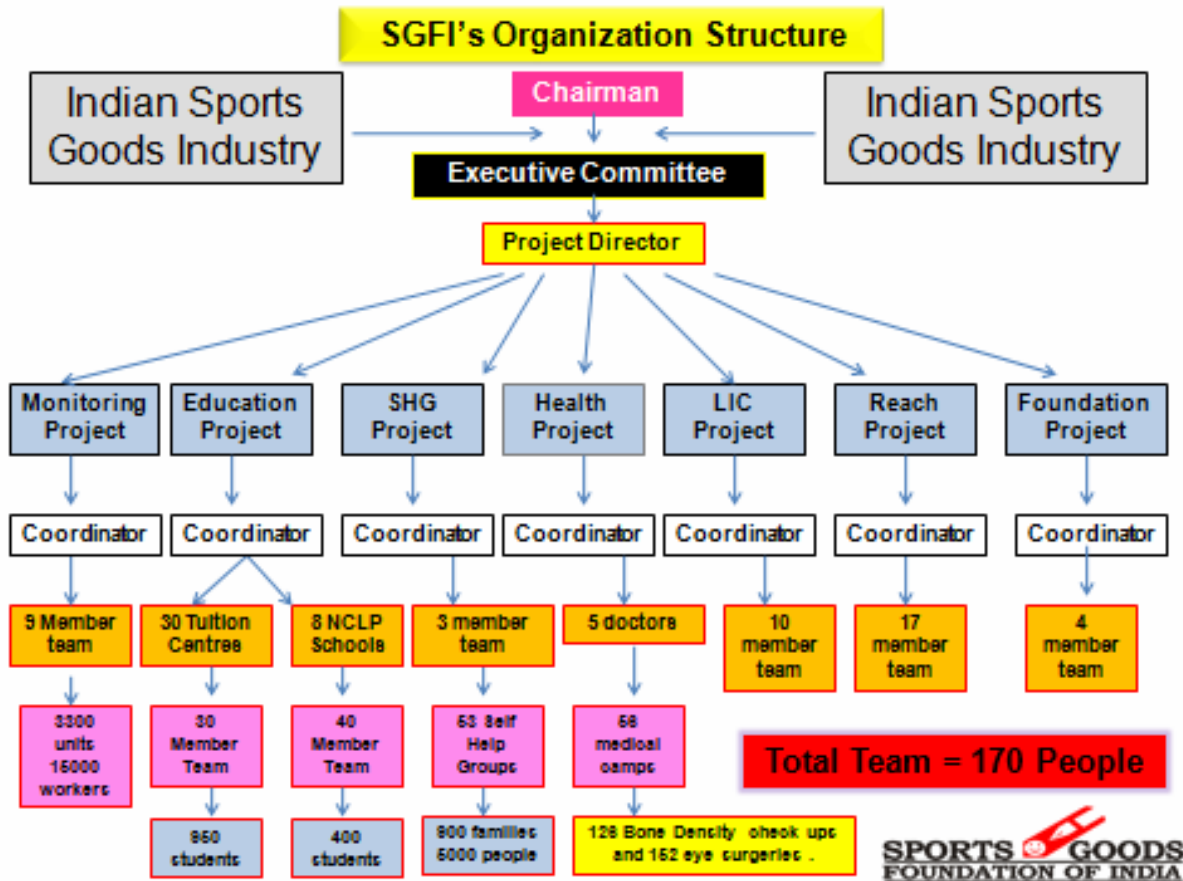 SGFI's Organization Structure
Indian Sports
Goods Industry
Chairman
Indian Sports
Goods Industry
Executive Committee
Project Director
Monitoring
Project
Education
Project
SHG
Project
Health
Project
LIC
Project
Reach
Project
Foundation
Project
Coordinator
Coordinator
Coordinator
Coordinator
Coordinator
Coordinator
Coordinator
9 Member
team
30 Tuition
Centres
8 NCLP
Schools
3 member
team
5 doctors
10
member
team
17
member
team
4
member
team
3300
units
15000
workers
30
Member
Team
40
Member
Team
53 Self
Help
Groups
medical
camps
Total Team = 170 People
950
students
400
students
900 families
5000 people
Bone Density check ups
and 152 eye surgeries .
SPORTS GOODS
FOUNDATION OF INDIA